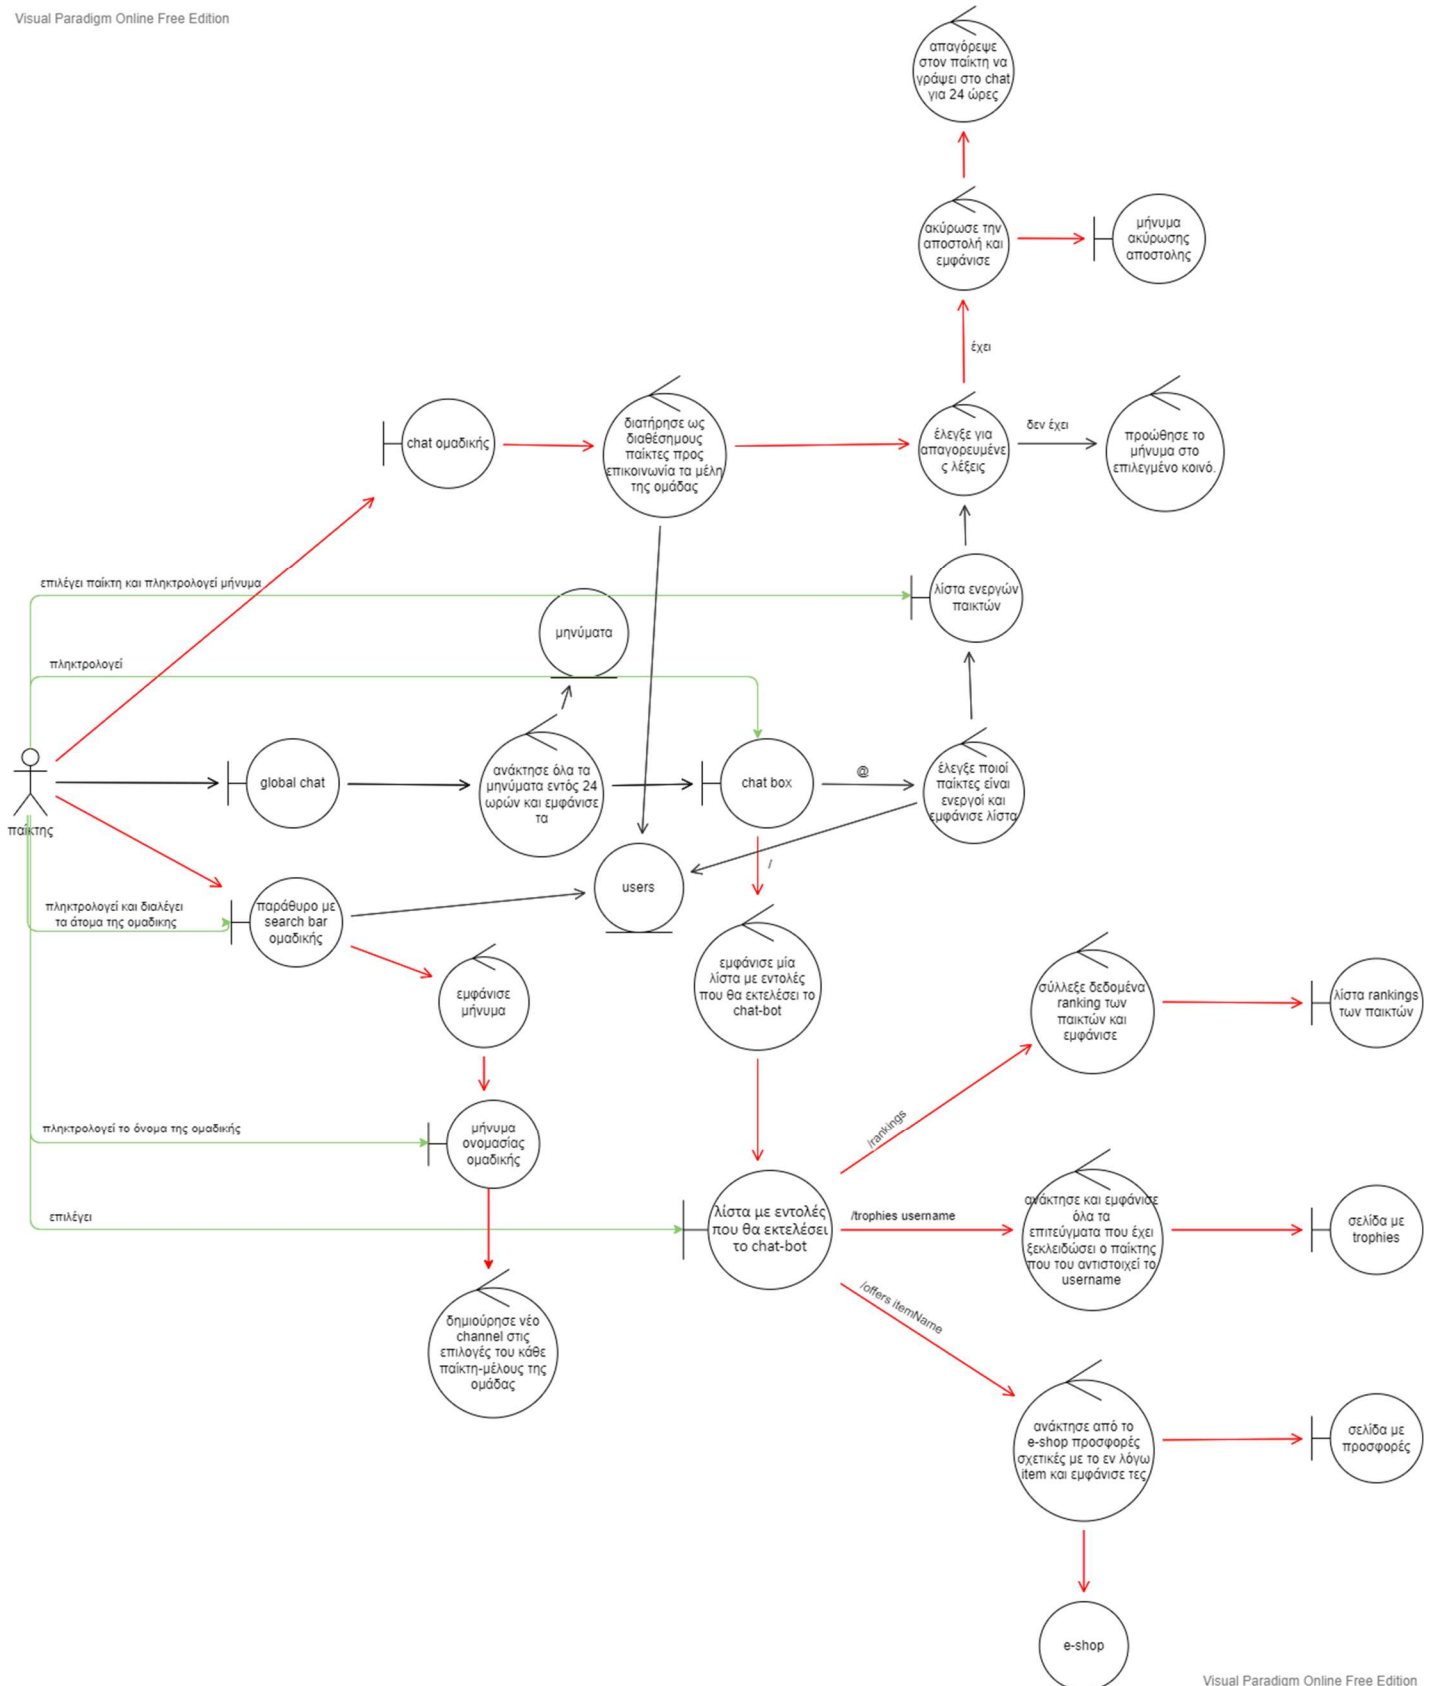 Visual Paradigm Online Free Edition
απαγόρεψε
στον παίκτη να
γράψει στο chat
για 24 ώρες
ακύρωσε την
αποστολή και
εμφάνισε
μήνυμα
ακύρωσης
αποστολης
έχει
chat ομαδικής
διατήρησε ως
διαθέσημους
παίκτες προς
επικοινωνία τα μέλη
της ομάδας
έλεγξε για
απαγορευμένε
ς λέξεις
δεν έχει
προώθησε το
μήνυμα στο
επιλεγμένο κοινό.
επιλέγει παίκτη και πληκτρολογεί μήνυμα
λίστα ενεργών
παικτών
μηνύματα
πληκτρολογεί
παίκτης
global chat
ανάκτησε όλα τα
μηνύματα εντός 24
ωρών και εμφάνισε
τα
chat box
@
έλεγξε ποιοί
παίκτες είναι
ενεργοί και
εμφάνισε λίστα
/
users
πληκτρολογεί και διαλέγει
τα άτομα της ομαδικης
παράθυρο με
search bar
ομαδικής
εμφάνισε
μήνυμα
εμφάνισε μία
λίστα με εντολές
που θα εκτελέσει το
chat-bot
σύλλεξε δεδομένα
ranking των
παικτών και
εμφάνισε
λίστα rankings
των παικτών
/rankings
πληκτρολογεί το όνομα της ομαδικής
μήνυμα
ονομασίας
ομαδικής
επιλέγει
λίστα με εντολές
που θα εκτελέσει
το chat-bot
/trophies username
ανάκτησε και εμφάνισε
όλα τα
επιτεύγματα που έχει
ξεκλειδώσει ο παίκτης
που του αντιστοιχεί το
username
σελίδα με
trophies
/offers itemName
δημιούρησε νέο
channel στις
επιλογές του κάθε
παίκτη-μέλους της
ομάδας
ανάκτησε από το
e-shop προσφορές
σχετικές με το εν λόγω
item και εμφάνισε τες
σελίδα με
προσφορές
e-shop
Visual Paradigm Online Free Edition